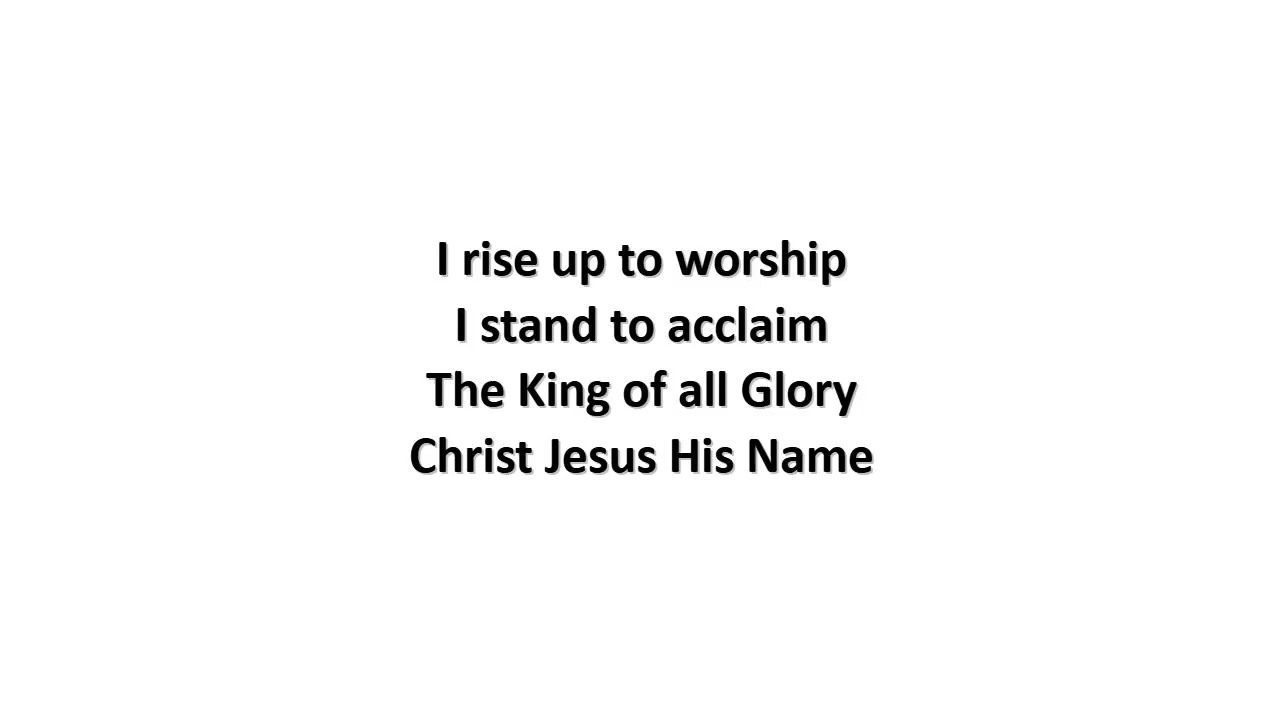 I rise up to worship
I stand to acclaim
The King of all Glory
Christ Jesus His Name